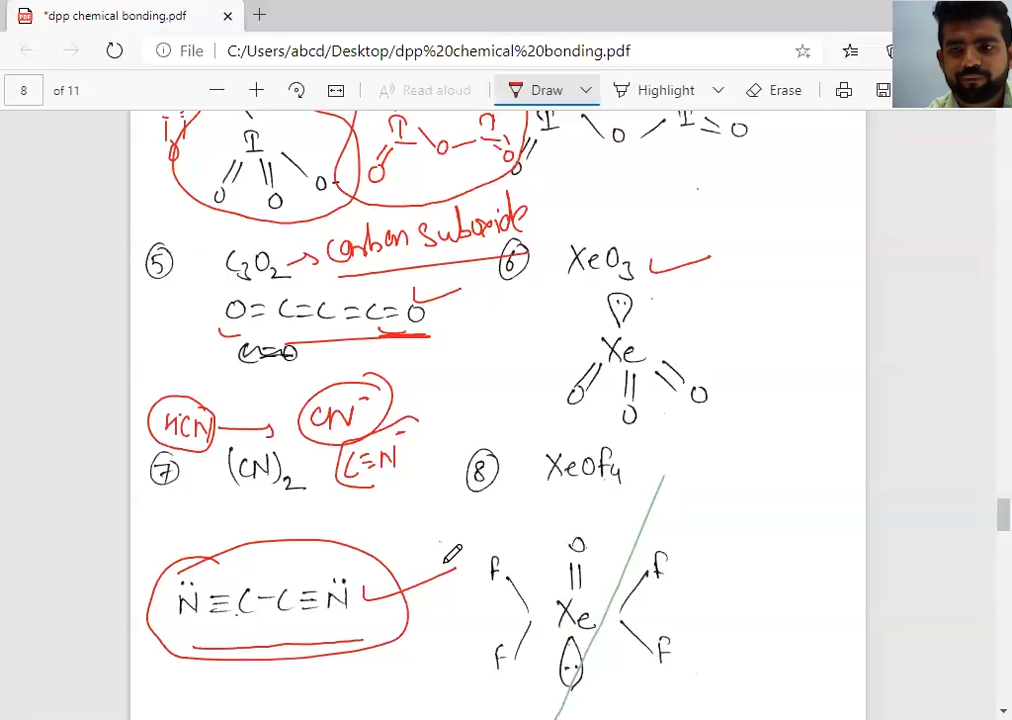 *dpp chemical bonding.pdf
File C:/Users/abcd/Desktop/dpp%20chemical%20bonding.pdf
8 of 11 Read aloud Draw Highlight Erase
I I I I
I O O O O O
O O O
⑤ C3O2 → carbon suboxide
O=C=C=C=O
C=O
⑥ XeO3
Xe
O O O
HCN → CN⁻
C≡N⁻
⑦ (CN)2
N̈≡C-C≡N̈
⑧ XeOF4
O
F F
Xe
F F